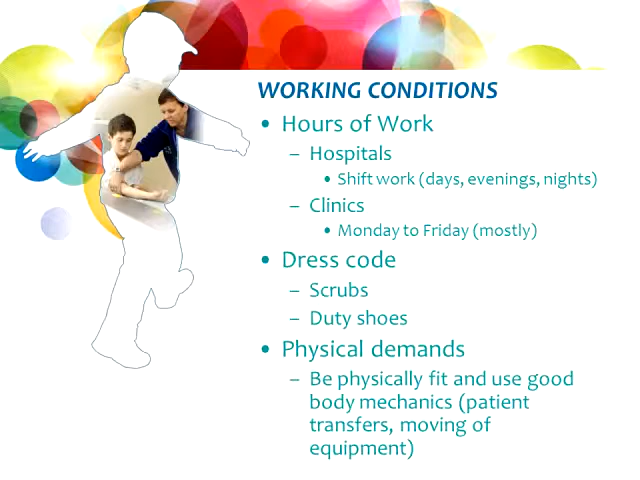 WORKING CONDITIONS
• Hours of Work
– Hospitals
• Shift work (days, evenings, nights)
– Clinics
• Monday to Friday (mostly)
• Dress code
– Scrubs
– Duty shoes
• Physical demands
– Be physically fit and use good
body mechanics (patient
transfers, moving of
equipment)